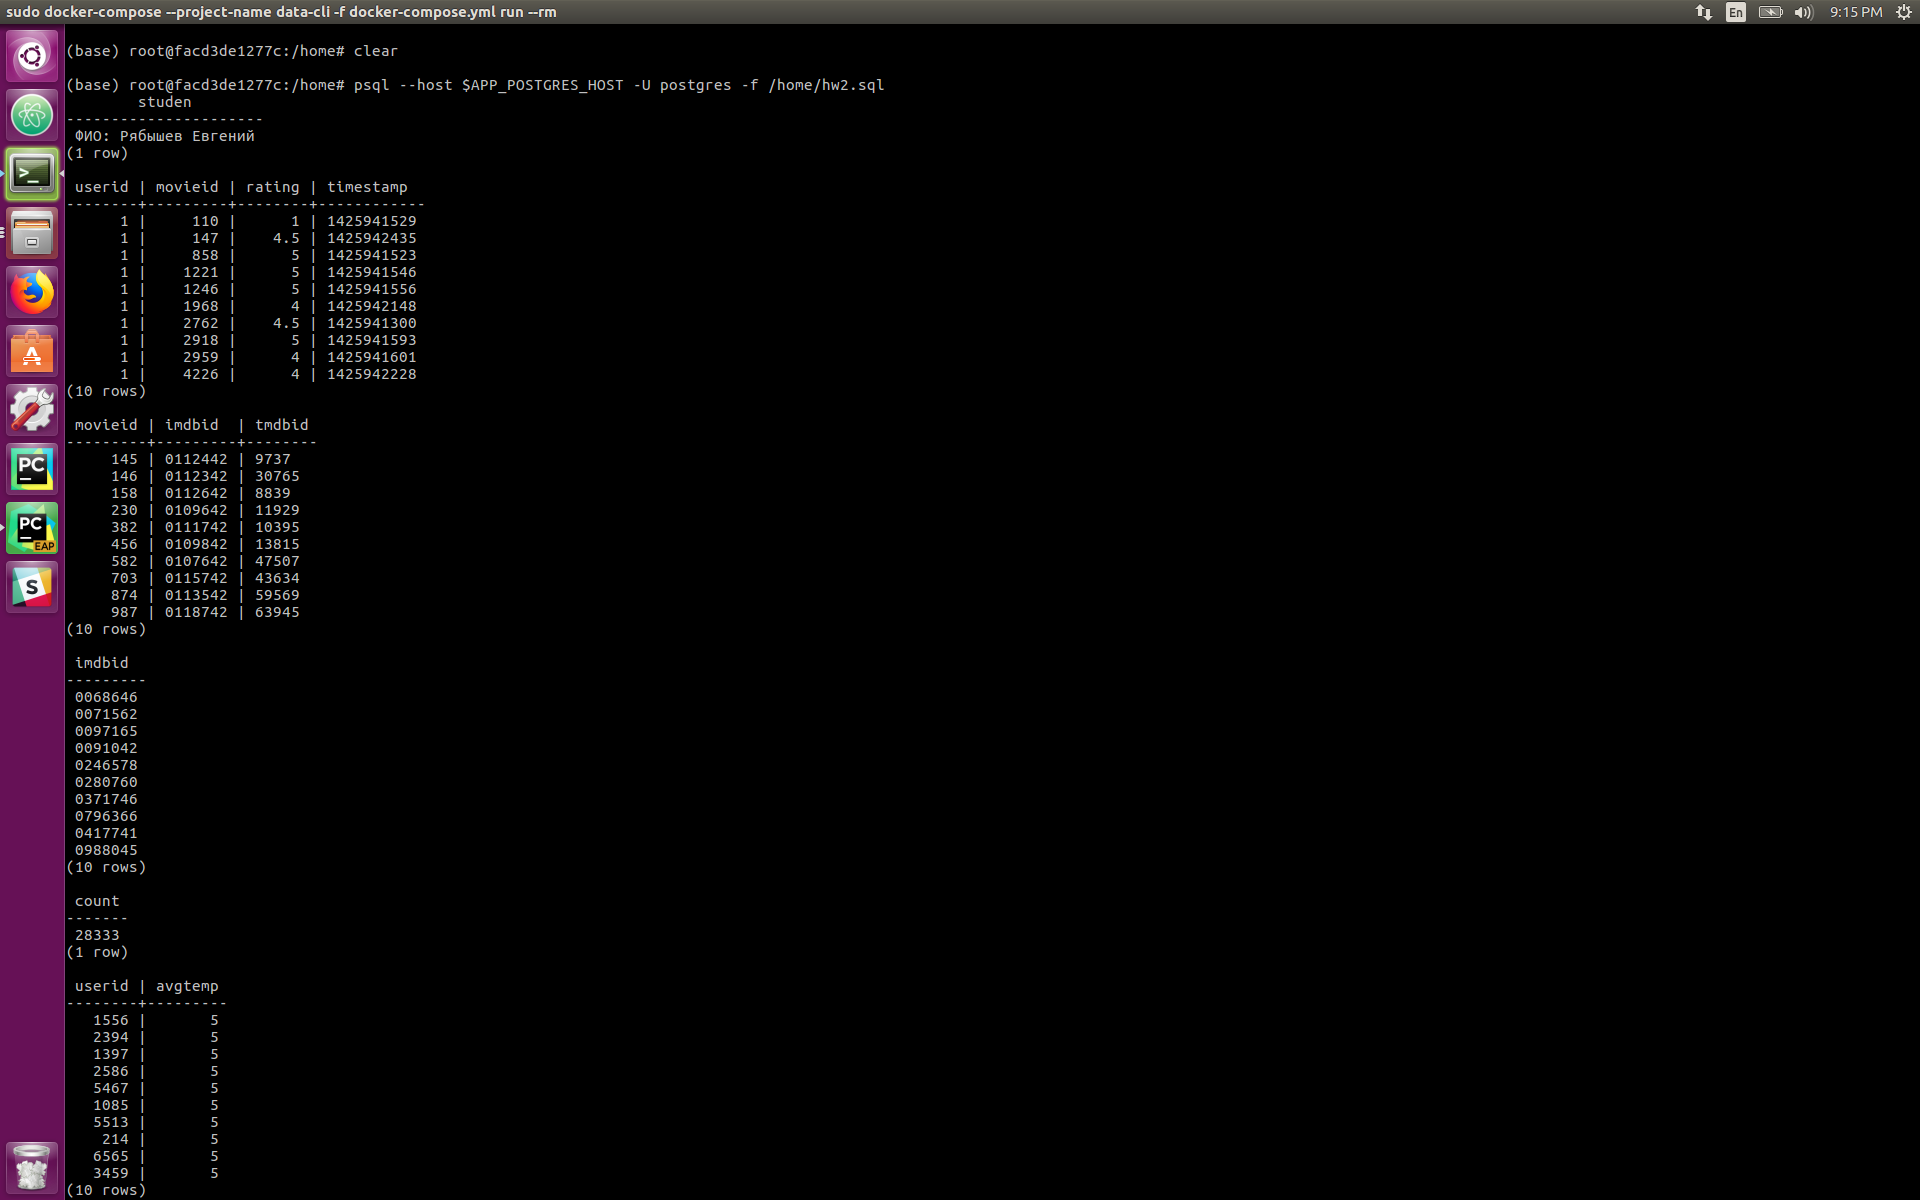 sudo docker-compose --project-name data-cli -f docker-compose.yml run --rm
En
9:15 PM
(base) root@facd3de1277c:/home# clear
(base) root@facd3de1277c:/home# psql --host $APP_POSTGRES_HOST -U postgres -f /home/hw2.sql
        studen
----------------------
 ФИО: Рябышев Евгений
(1 row)
 userid | movieid | rating | timestamp
--------+---------+--------+------------
      1 |     110 |      1 | 1425941529
      1 |     147 |    4.5 | 1425942435
      1 |     858 |      5 | 1425941523
      1 |    1221 |      5 | 1425941546
      1 |    1246 |      5 | 1425941556
      1 |    1968 |      4 | 1425942148
      1 |    2762 |    4.5 | 1425941300
      1 |    2918 |      5 | 1425941593
      1 |    2959 |      4 | 1425941601
      1 |    4226 |      4 | 1425942228
(10 rows)
 movieid | imdbid  | tmdbid
---------+---------+--------
     145 | 0112442 | 9737
     146 | 0112342 | 30765
     158 | 0112642 | 8839
     230 | 0109642 | 11929
     382 | 0111742 | 10395
     456 | 0109842 | 13815
     582 | 0107642 | 47507
     703 | 0115742 | 43634
     874 | 0113542 | 59569
     987 | 0118742 | 63945
(10 rows)
 imdbid
---------
 0068646
 0071562
 0097165
 0091042
 0246578
 0280760
 0371746
 0796366
 0417741
 0988045
(10 rows)
 count
-------
 28333
(1 row)
 userid | avgtemp
--------+---------
   1556 |       5
   2394 |       5
   1397 |       5
   2586 |       5
   5467 |       5
   1085 |       5
   5513 |       5
    214 |       5
   6565 |       5
   3459 |       5
(10 rows)
PC
PC
EAP
S